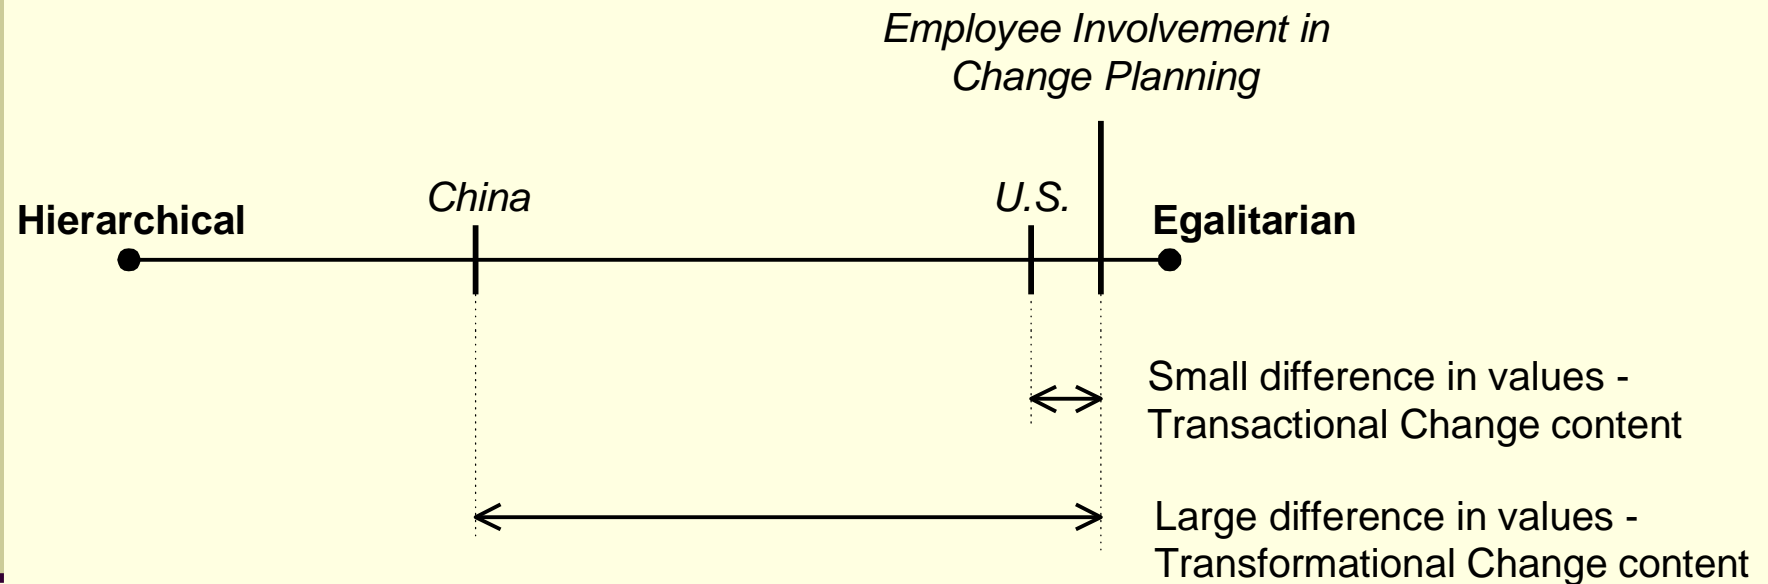 Employee Involvement in
Change Planning
China
U.S.
Hierarchical
Egalitarian
Small difference in values -
Transactional Change content
Large difference in values -
Transformational Change content